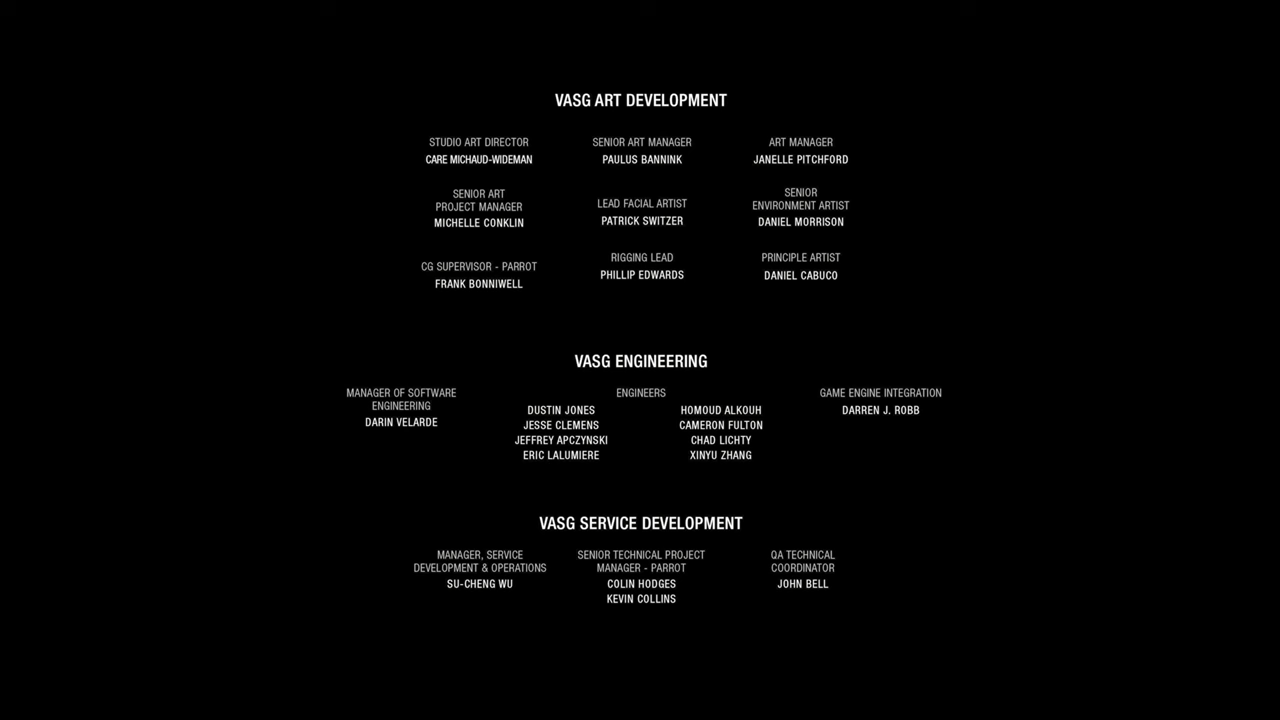 VASG ART DEVELOPMENT
STUDIO ART DIRECTOR
CARE MICHAUD-WIDEMAN
SENIOR ART MANAGER
PAULUS BANNINK
ART MANAGER
JANELLE PITCHFORD
SENIOR ART
PROJECT MANAGER
MICHELLE CONKLIN
LEAD FACIAL ARTIST
PATRICK SWITZER
SENIOR
ENVIRONMENT ARTIST
DANIEL MORRISON
CG SUPERVISOR - PARROT
FRANK BONNIWELL
RIGGING LEAD
PHILLIP EDWARDS
PRINCIPLE ARTIST
DANIEL CABUCO
VASG ENGINEERING
MANAGER OF SOFTWARE
ENGINEERING
DARIN VELARDE
ENGINEERS
DUSTIN JONES
JESSE CLEMENS
JEFFREY APCZYNSKI
ERIC LALUMIERE
HOMOUD ALKOUH
CAMERON FULTON
CHAD LICHTY
XINYU ZHANG
GAME ENGINE INTEGRATION
DARREN J. ROBB
VASG SERVICE DEVELOPMENT
MANAGER, SERVICE
DEVELOPMENT & OPERATIONS
SU-CHENG WU
SENIOR TECHNICAL PROJECT
MANAGER - PARROT
COLIN HODGES
KEVIN COLLINS
QA TECHNICAL
COORDINATOR
JOHN BELL